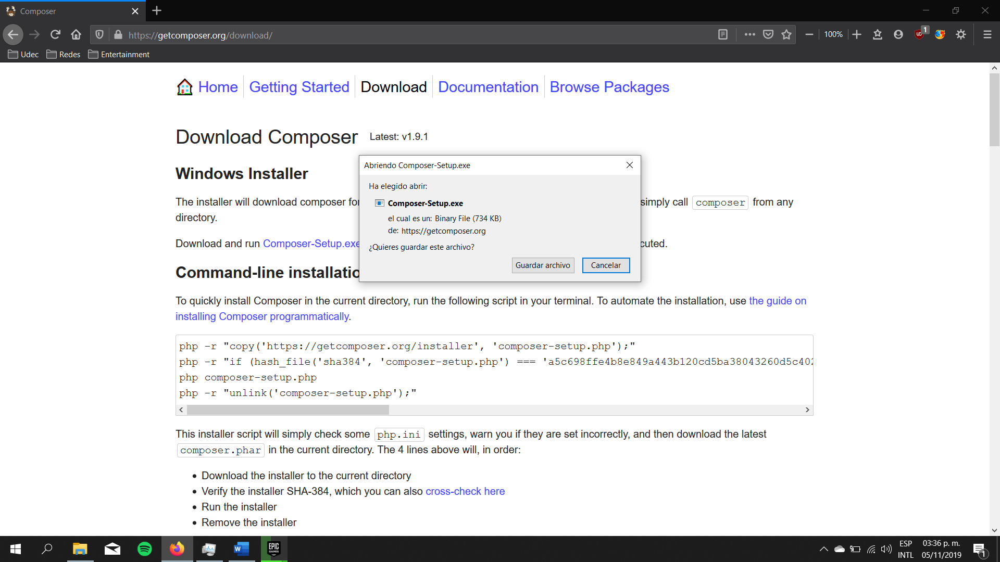 Composer
https://getcomposer.org/download/
100%
1
Udec Redes Entertainment
Home Getting Started Download Documentation Browse Packages
Download Composer Latest: v1.9.1
Windows Installer
The installer will download composer for
simply call composer from any
directory.
Download and run Composer-Setup.exe
cuted.
Command-line installatio
Abriendo Composer-Setup.exe
Ha elegido abrir:
Composer-Setup.exe
el cual es un: Binary File (734 KB)
de: https://getcomposer.org
¿Quieres guardar este archivo?
Guardar archivo Cancelar
To quickly install Composer in the current directory, run the following script in your terminal. To automate the installation, use the guide on
installing Composer programmatically.
php -r "copy('https://getcomposer.org/installer', 'composer-setup.php');"
php -r "if (hash_file('sha384', 'composer-setup.php') === 'a5c698ffe4b8e849a443b120cd5ba38043260d5c402
php composer-setup.php
php -r "unlink('composer-setup.php');"
This installer script will simply check some php.ini settings, warn you if they are set incorrectly, and then download the latest
composer.phar in the current directory. The 4 lines above will, in order:
• Download the installer to the current directory
• Verify the installer SHA-384, which you can also cross-check here
• Run the installer
• Remove the installer
EPIC
GAMES
ESP
INTL
03:36 p. m.
05/11/2019
1